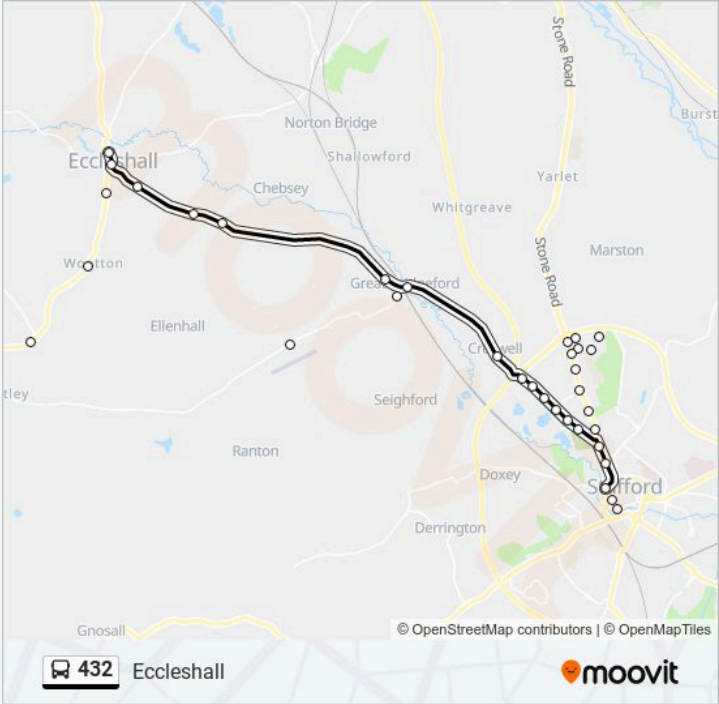 Stone Road
Burst
Norton Bridge
Eccleshall
Shallowford
Yarlet
Chebsey
Whitgreave
Marston
Wootton
Stone Road
Great Bridgeford
Ellenhall
Creswell
tley
Seighford
Ranton
Doxey
Stafford
Derrington
Gnosall
© OpenStreetMap contributors | © OpenMapTiles
432 Eccleshall
moovit